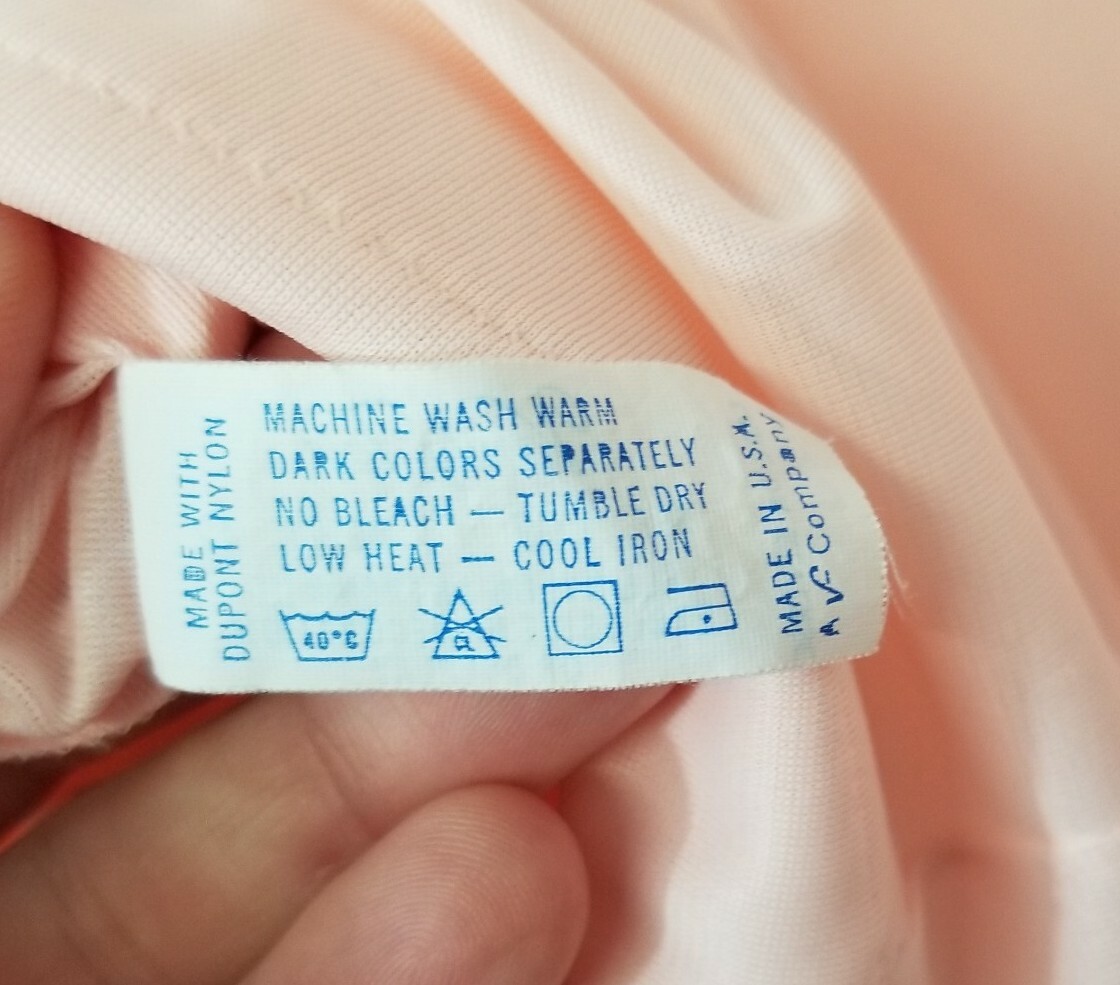 MADE WITH
DUPONT NYLON
MACHINE WASH WARM
DARK COLORS SEPARATELY
NO BLEACH — TUMBLE DRY
LOW HEAT — COOL IRON
40°C
MADE IN U.S.A.
A VF Company